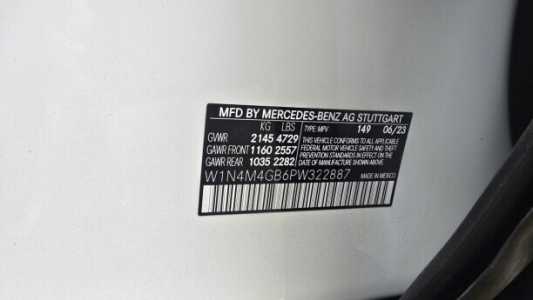 MFD BY MERCEDES-BENZ AG STUTTGART
KG LBS TYPE: MPV 149 06/23
GVWR 2145 4729
GAWR FRONT 1160 2557
GAWR REAR 1035 2282
THIS VEHICLE CONFORMS TO ALL APPLICABLE
FEDERAL MOTOR VEHICLE SAFETY
AND THEFT PREVENTION STANDARDS
IN EFFECT ON THE DATE OF
MANUFACTURE SHOWN ABOVE.
W1N4M4GB6PW322887
MADE IN MEXICO